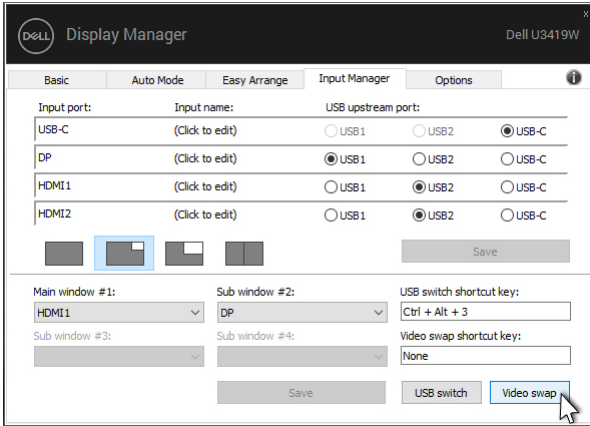 DELL Display Manager Dell U3419W x
Basic Auto Mode Easy Arrange Input Manager Options i
Input port: Input name: USB upstream port:
USB-C (Click to edit) USB1 USB2 USB-C
DP (Click to edit) USB1 USB2 USB-C
HDMI1 (Click to edit) USB1 USB2 USB-C
HDMI2 (Click to edit) USB1 USB2 USB-C
Save
Main window #1: Sub window #2: USB switch shortcut key:
HDMI1 DP Ctrl + Alt + 3
Sub window #3: Sub window #4: Video swap shortcut key:
None
Save USB switch Video swap